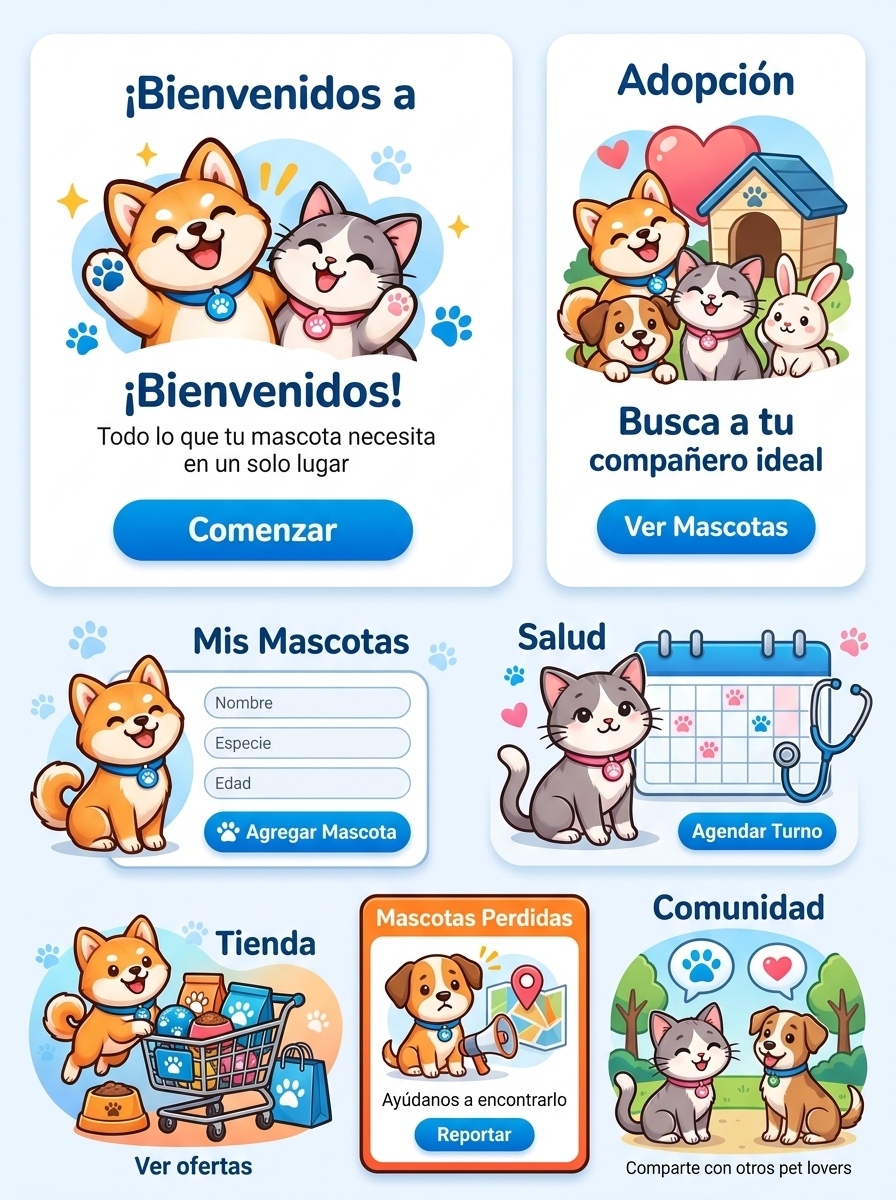 ¡Bienvenidos a
¡Bienvenidos!
Todo lo que tu mascota necesita
en un solo lugar
Comenzar
Adopción
Busca a tu
compañero ideal
Ver Mascotas
Mis Mascotas
Nombre
Especie
Edad
Agregar Mascota
Salud
Agendar Turno
Tienda
Ver ofertas
Mascotas Perdidas
Ayúdanos a encontrarlo
Reportar
Comunidad
Comparte con otros pet lovers